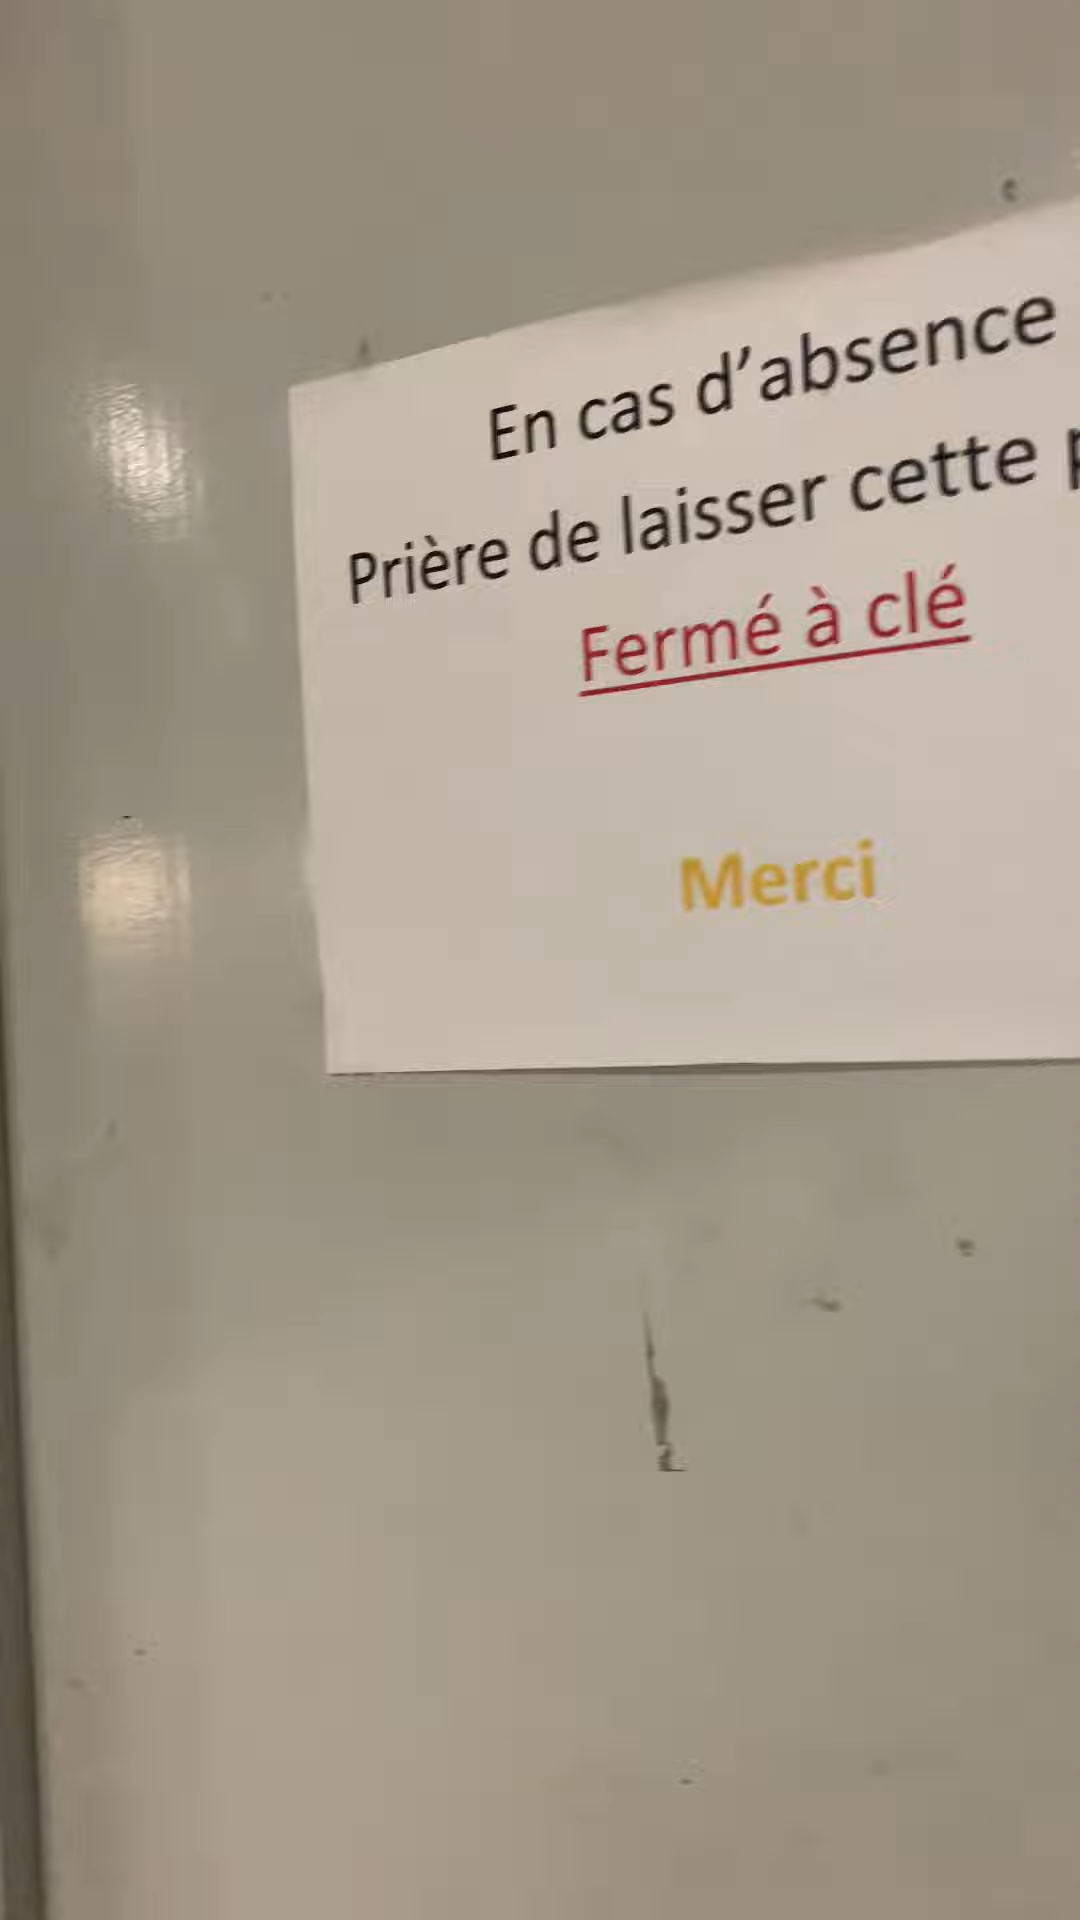 En cas d’absence
Prière de laisser cette
Fermé à clé
Merci